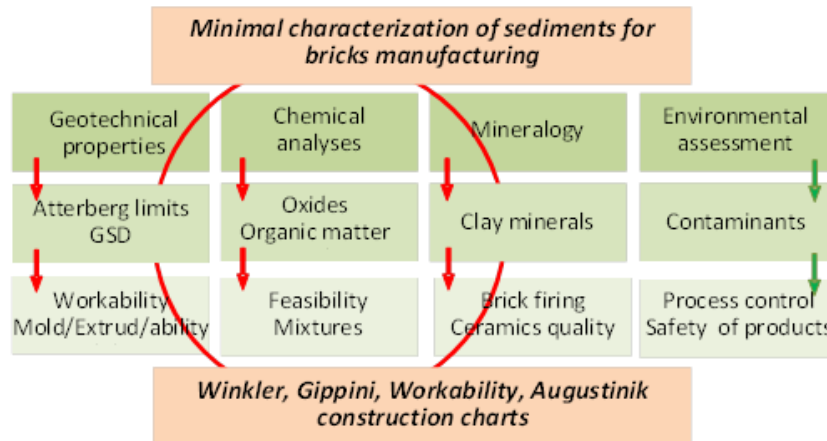 Minimal characterization of sediments for
bricks manufacturing
Geotechnical
properties
Chemical
analyses
Mineralogy
Environmental
assessment
Atterberg limits
GSD
Oxides
Organic matter
Clay minerals
Contaminants
Workability
Mold/Extrud/ability
Feasibility
Mixtures
Brick firing
Ceramics quality
Process control
Safety of products
Winkler, Gippini, Workability, Augustinik
construction charts